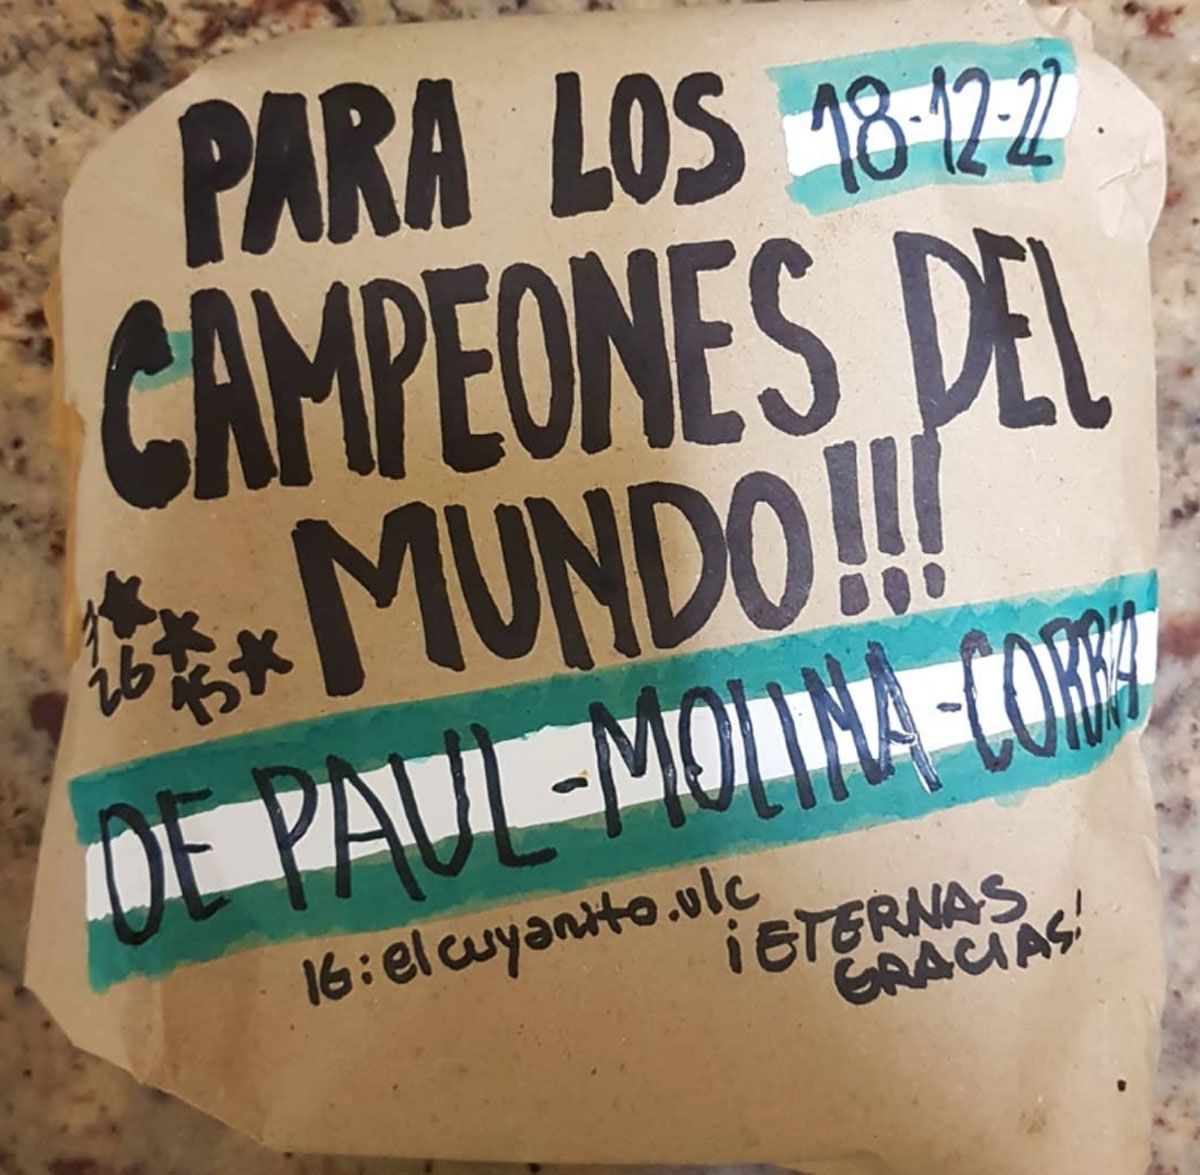 PARA LOS 18-12-22
CAMPEONES DEL
MUNDO!!!
26 15
DE PAUL-MOLINA-CORREA
IG: elcuyanito.vlc
¡ETERNAS
GRACIAS!